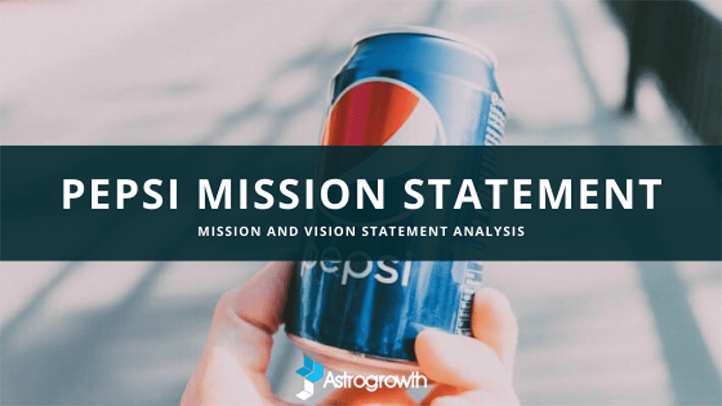 PEPSI MISSION STATEMENT
MISSION AND VISION STATEMENT ANALYSIS
pepsi
Astrogrowth